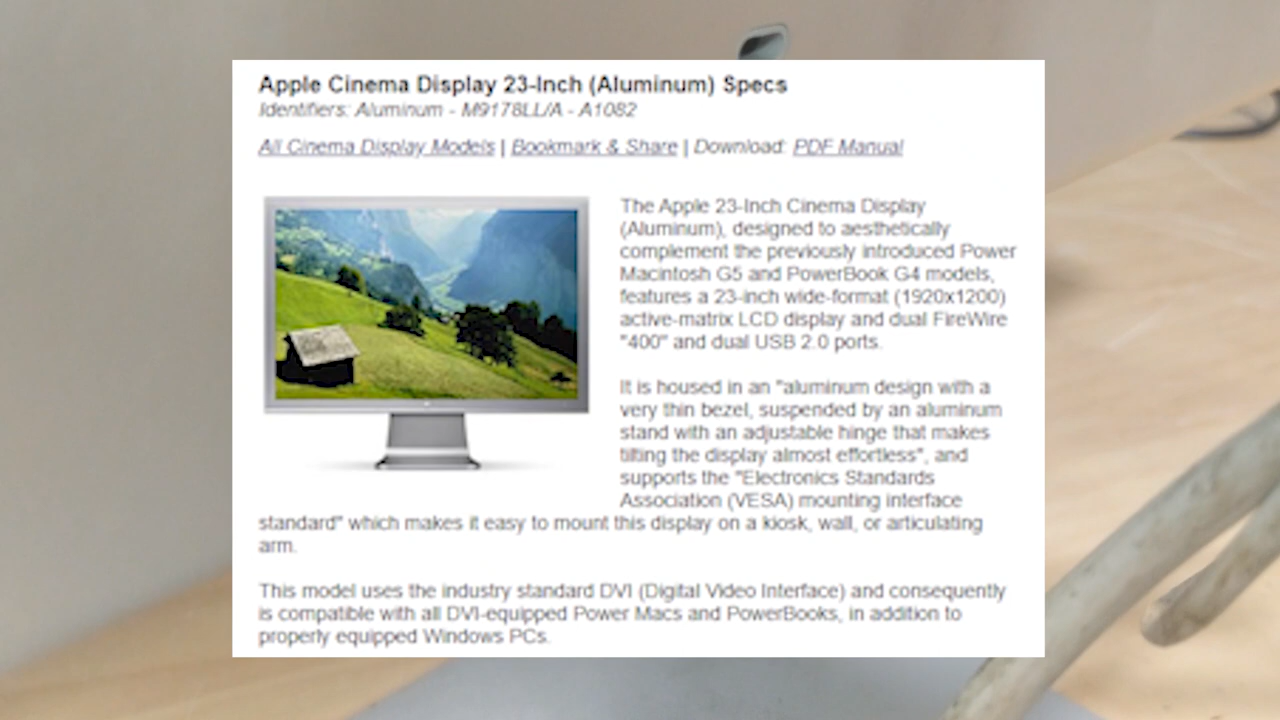 Apple Cinema Display 23-Inch (Aluminum) Specs
Identifiers: Aluminum - M9178LL/A - A1082
All Cinema Display Models | Bookmark & Share | Download: PDF Manual
The Apple 23-Inch Cinema Display
(Aluminum), designed to aesthetically
complement the previously introduced Power
Macintosh G5 and PowerBook G4 models,
features a 23-inch wide-format (1920x1200)
active-matrix LCD display and dual FireWire
"400" and dual USB 2.0 ports.
It is housed in an "aluminum design with a
very thin bezel, suspended by an aluminum
stand with an adjustable hinge that makes
tilting the display almost effortless", and
supports the "Electronics Standards
Association (VESA) mounting interface
standard" which makes it easy to mount this display on a kiosk, wall, or articulating
arm.
This model uses the industry standard DVI (Digital Video Interface) and consequently
is compatible with all DVI-equipped Power Macs and PowerBooks, in addition to
properly equipped Windows PCs.